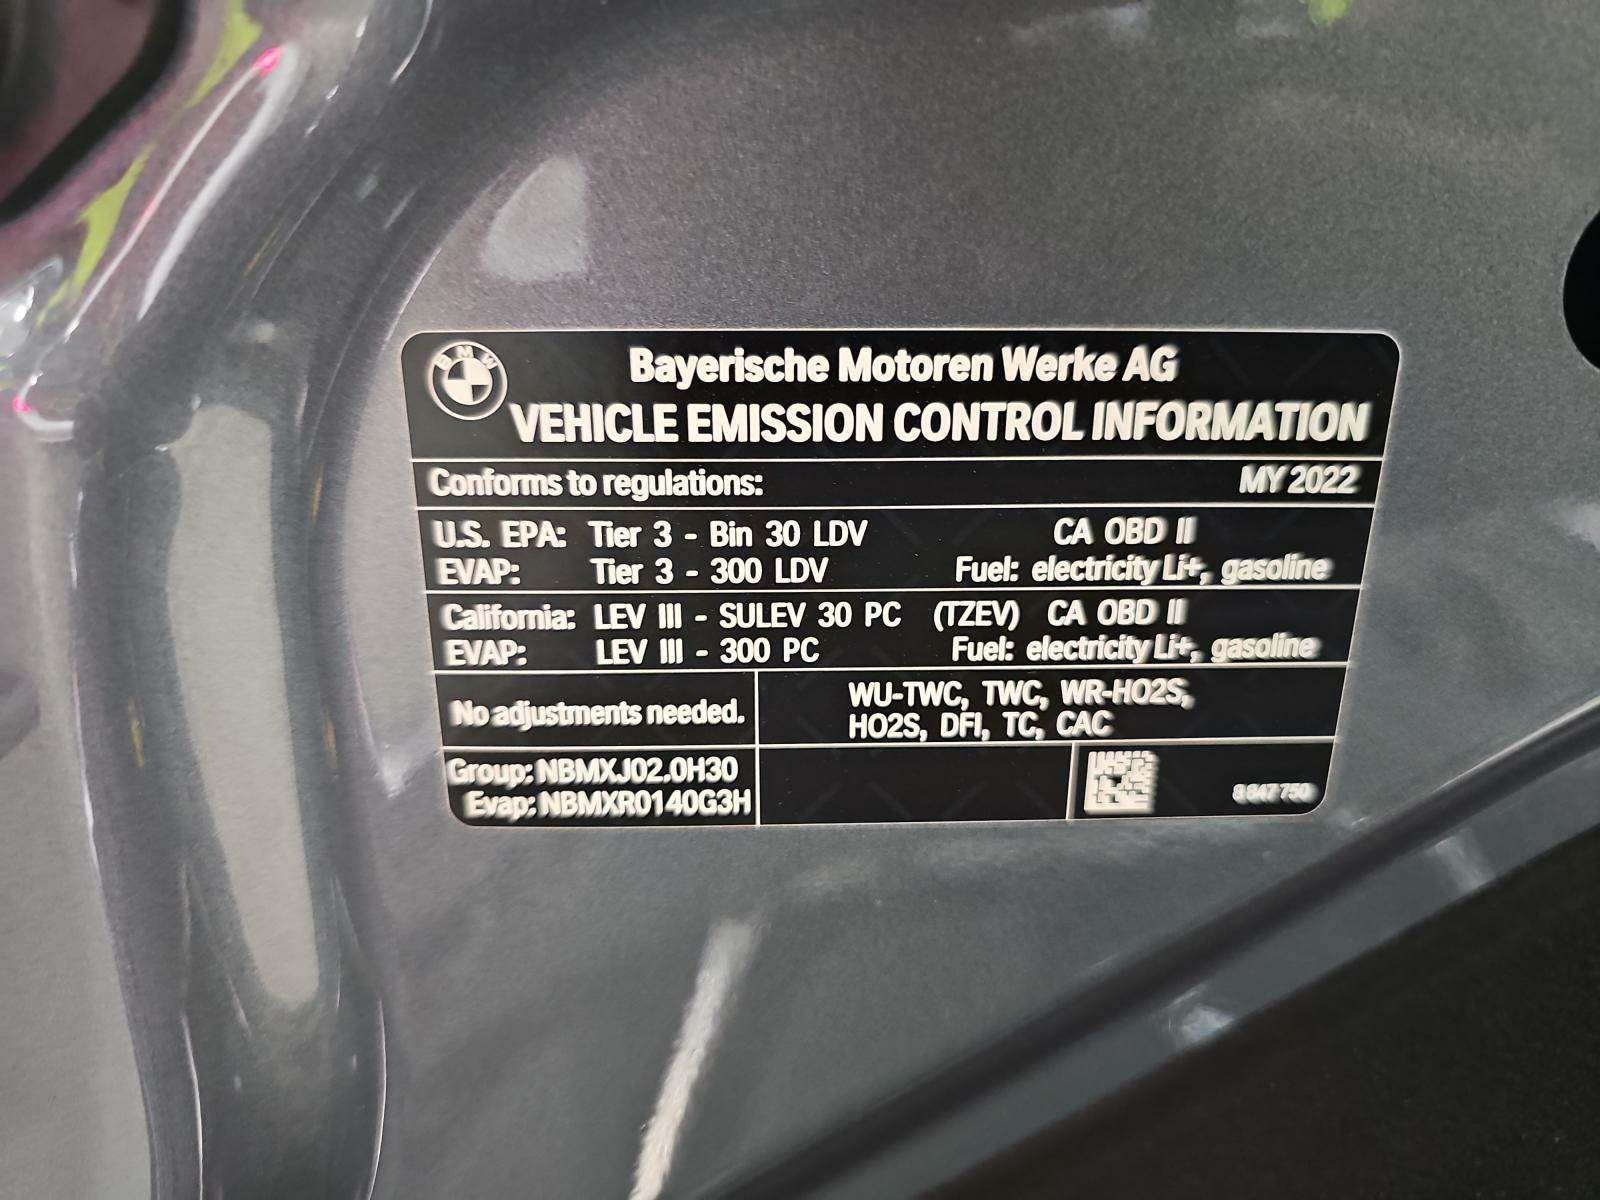 BMW
Bayerische Motoren Werke AG
VEHICLE EMISSION CONTROL INFORMATION
Conforms to regulations: MY 2022
U.S. EPA: Tier 3 - Bin 30 LDV CA OBD II
EVAP: Tier 3 - 300 LDV Fuel: electricity Li+, gasoline
California: LEV III - SULEV 30 PC (TZEV) CA OBD II
EVAP: LEV III - 300 PC Fuel: electricity Li+, gasoline
No adjustments needed.
WU-TWC, TWC, WR-HO2S,
HO2S, DFI, TC, CAC
Group: NBMXJ02.0H30
Evap: NBMXR0140G3H
8 847 750